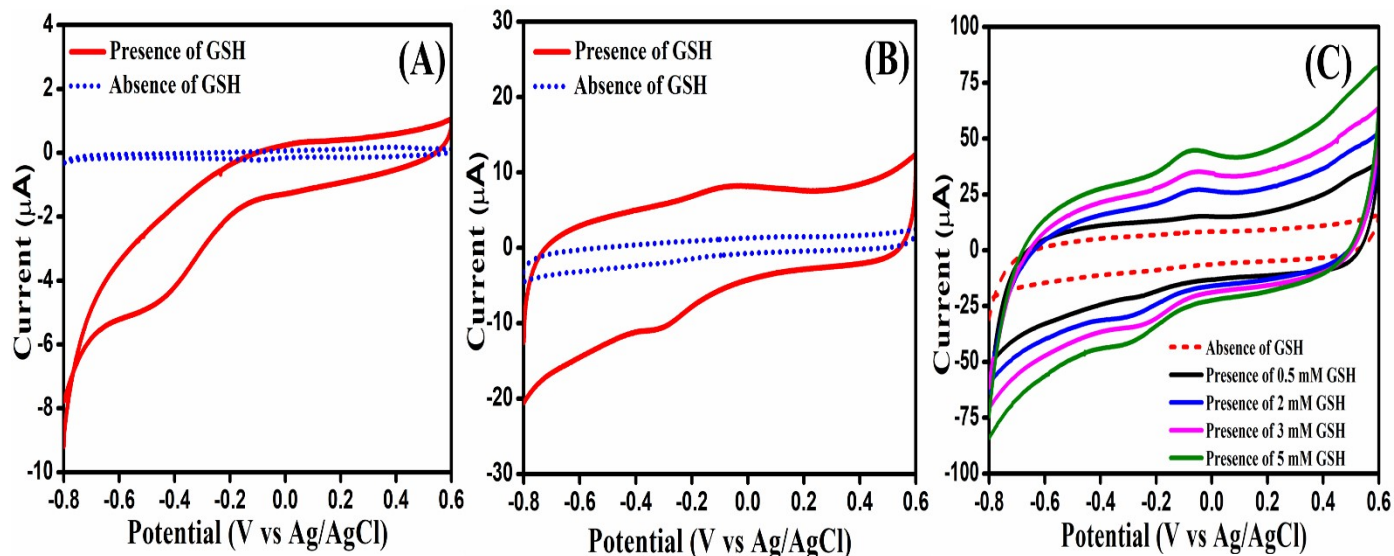 (A)
Presence of GSH
Absence of GSH
4
2
0
-2
-4
-6
-8
-10
Current (μA)
-0.8 -0.6 -0.4 -0.2 0.0 0.2 0.4 0.6
Potential (V vs Ag/AgCl)
(B)
Presence of GSH
Absence of GSH
30
20
10
0
-10
-20
-30
Current (μA)
-0.8 -0.6 -0.4 -0.2 0.0 0.2 0.4 0.6
Potential (V vs Ag/AgCl)
(C)
100
75
50
25
0
-25
-50
-75
-100
Current (μA)
Absence of GSH
Presence of 0.5 mM GSH
Presence of 2 mM GSH
Presence of 3 mM GSH
Presence of 5 mM GSH
-0.8 -0.6 -0.4 -0.2 0.0 0.2 0.4 0.6
Potential (V vs Ag/AgCl)